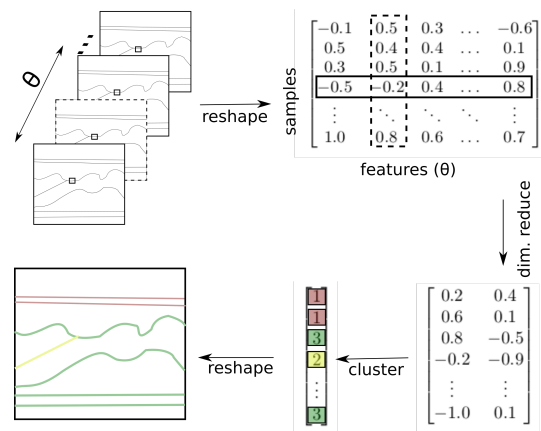 θ
reshape
samples
−0.1 0.5 0.3 ... −0.6
0.5 0.4 0.4 ... 0.1
0.3 0.5 0.1 ... 0.9
−0.5 −0.2 0.4 ... 0.8
⋮ ⋱ ⋱ ⋱ ⋮
1.0 0.8 0.6 ... 0.7
features (θ)
dim. reduce
0.2 0.4
0.6 0.1
0.8 −0.5
−0.2 −0.9
⋮ ⋮
−1.0 0.1
cluster
1
1
3
2
⋮
3
reshape